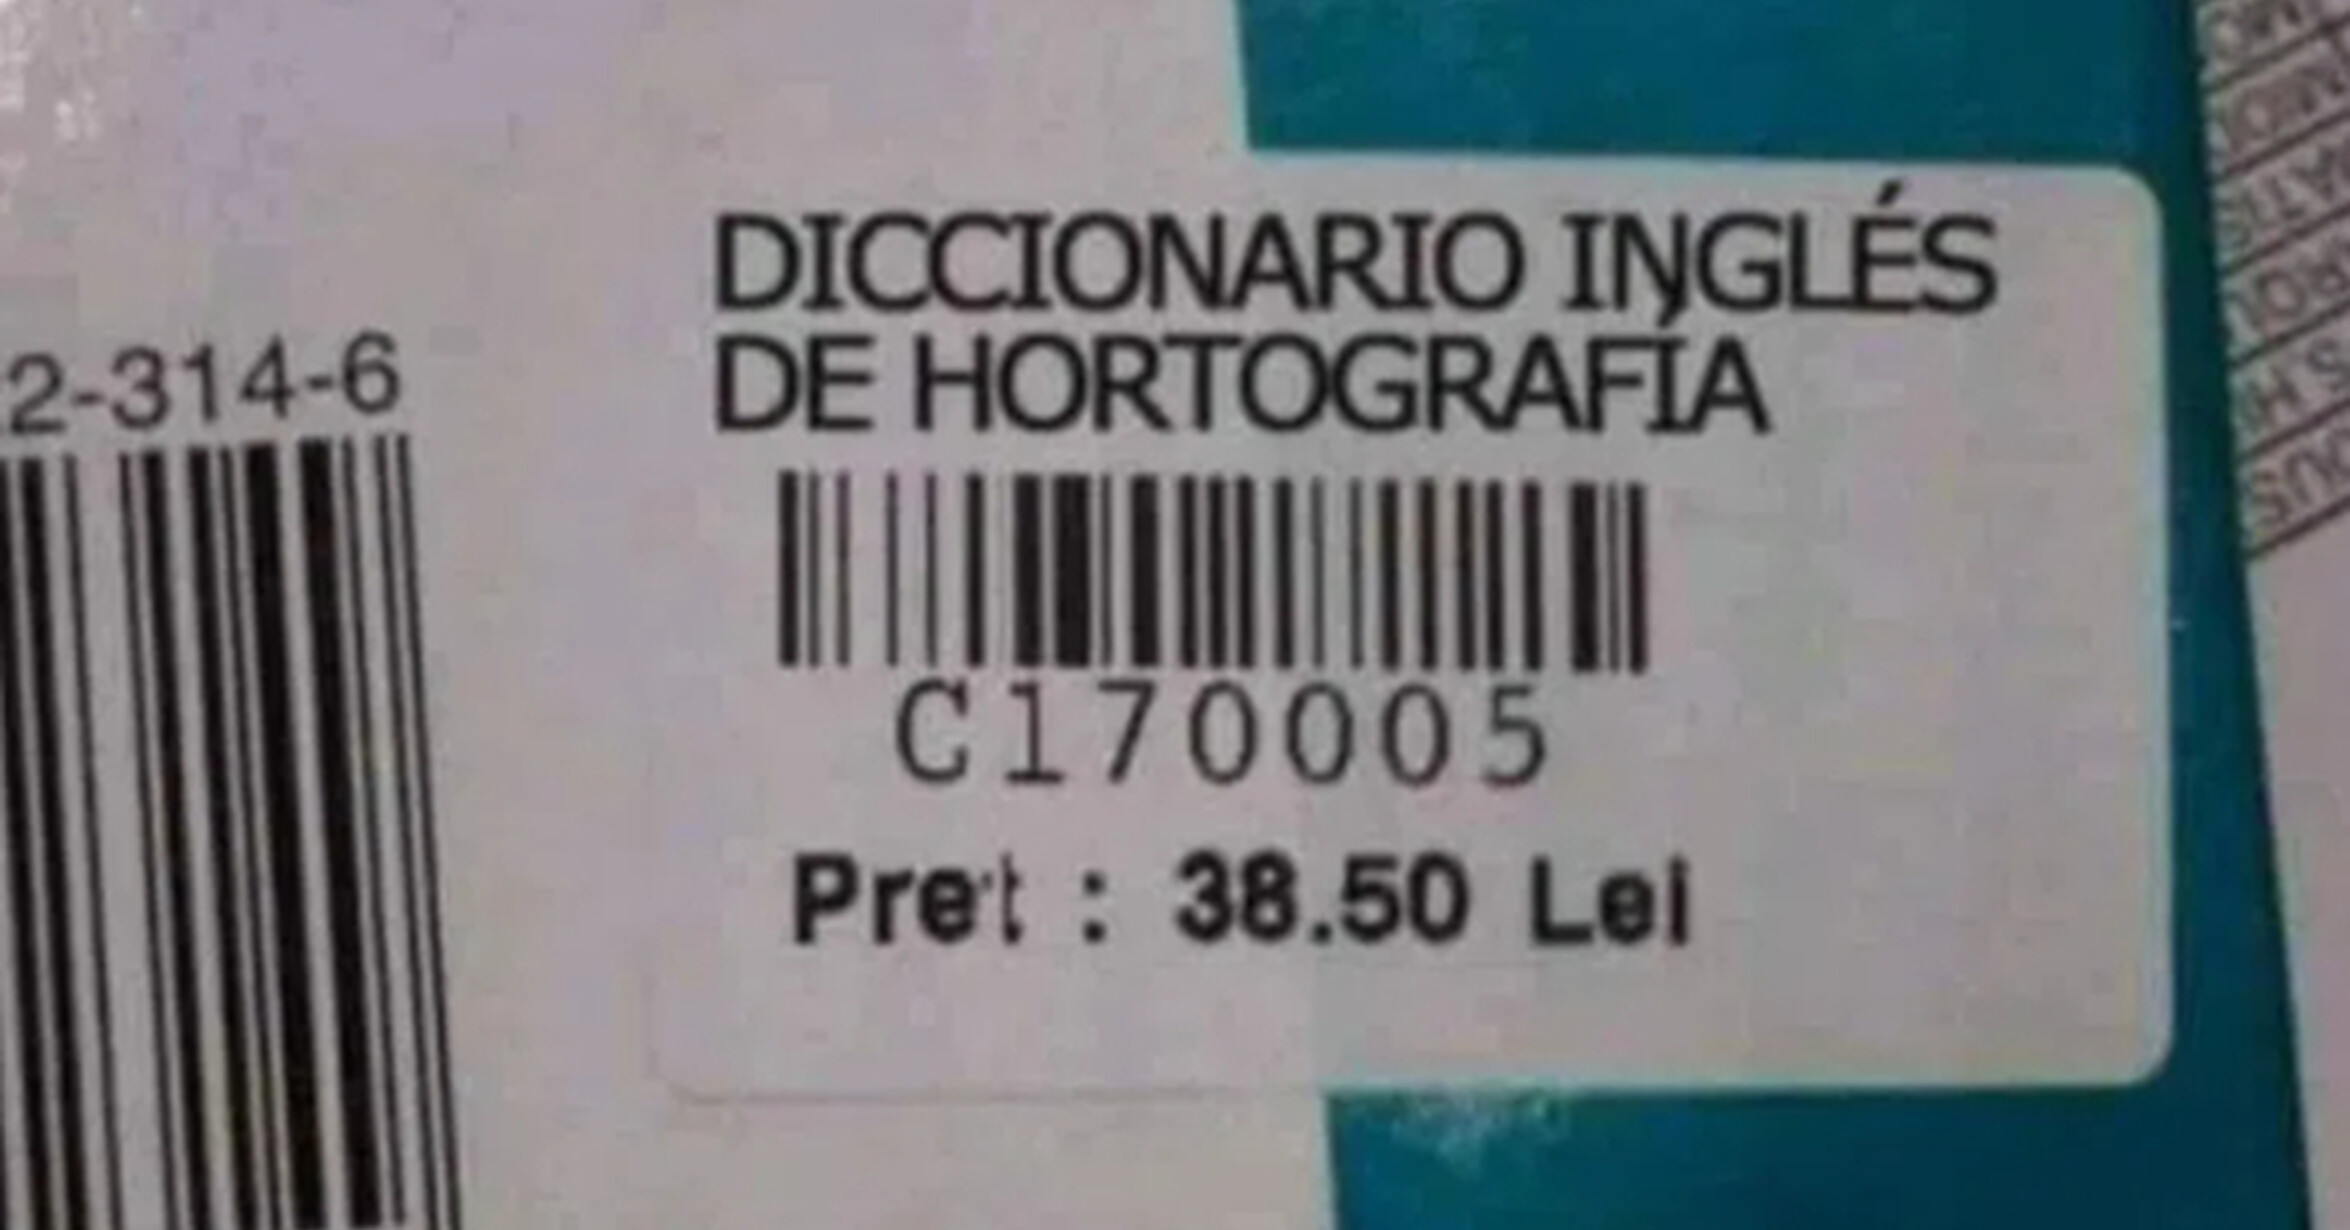 2-314-6
DICCIONARIO INGLÉS
DE HORTOGRAFÍA
C170005
Pret : 38.50 Lei